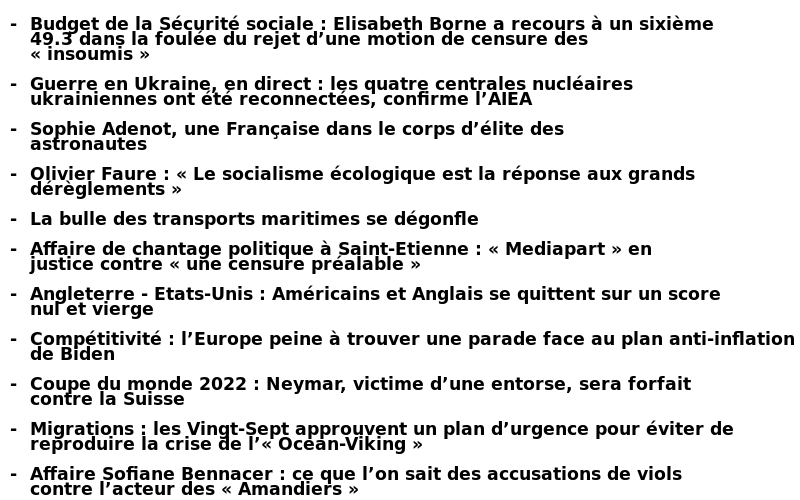 - Budget de la Sécurité sociale : Elisabeth Borne a recours à un sixième
49.3 dans la foulée du rejet d’une motion de censure des
« insoumis »
- Guerre en Ukraine, en direct : les quatre centrales nucléaires
ukrainiennes ont été reconnectées, confirme l’AIEA
- Sophie Adenot, une Française dans le corps d’élite des
astronautes
- Olivier Faure : « Le socialisme écologique est la réponse aux grands
dérèglements »
- La bulle des transports maritimes se dégonfle
- Affaire de chantage politique à Saint-Etienne : « Mediapart » en
justice contre « une censure préalable »
- Angleterre - Etats-Unis : Américains et Anglais se quittent sur un score
nul et vierge
- Compétitivité : l’Europe peine à trouver une parade face au plan anti-inflation
de Biden
- Coupe du monde 2022 : Neymar, victime d’une entorse, sera forfait
contre la Suisse
- Migrations : les Vingt-Sept approuvent un plan d’urgence pour éviter de
reproduire la crise de l’« Ocean-Viking »
- Affaire Sofiane Bennacer : ce que l’on sait des accusations de viols
contre l’acteur des « Amandiers »